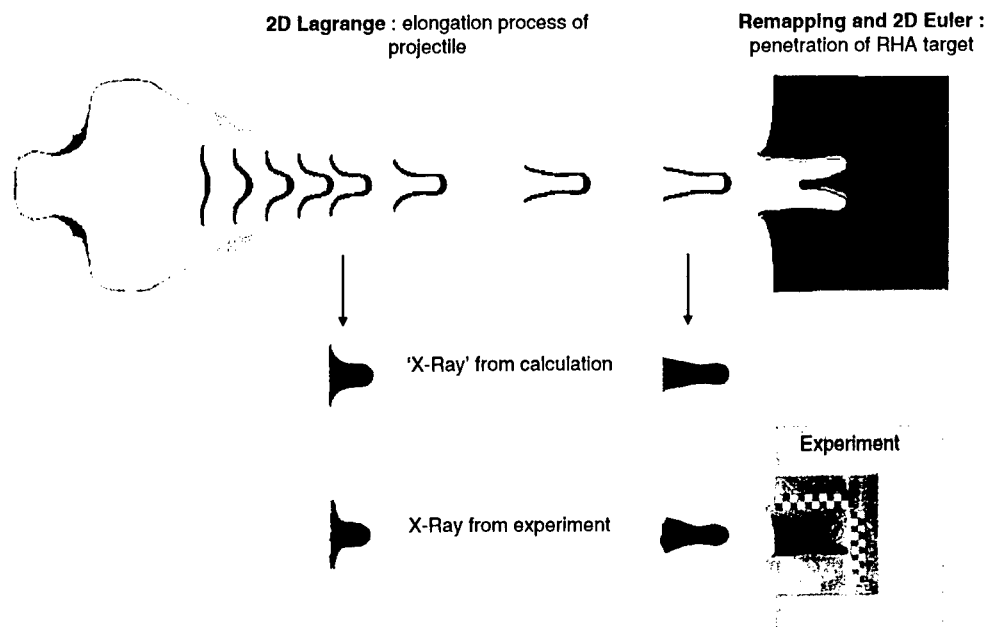 2D Lagrange : elongation process of
projectile
Remapping and 2D Euler :
penetration of RHA target
'X-Ray' from calculation
Experiment
X-Ray from experiment